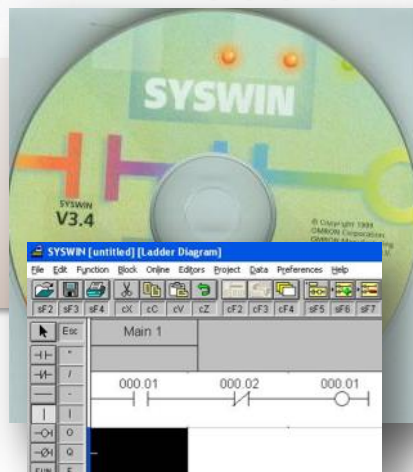 SYSWIN
SYSWIN
V3.4
© Copyright 1999
OMRON Corporation
SYSWIN [untitled] [Ladder Diagram]
File Edit Function Block Online Editors Project Data Preferences Help
sF2 sF3 sF4 cX cC cV cZ cF2 cF3 cF4 sF5 sF6 sF7
Esc Main 1
"
/
000.01 000.02 000.01
-
|
O
Q
FUN F